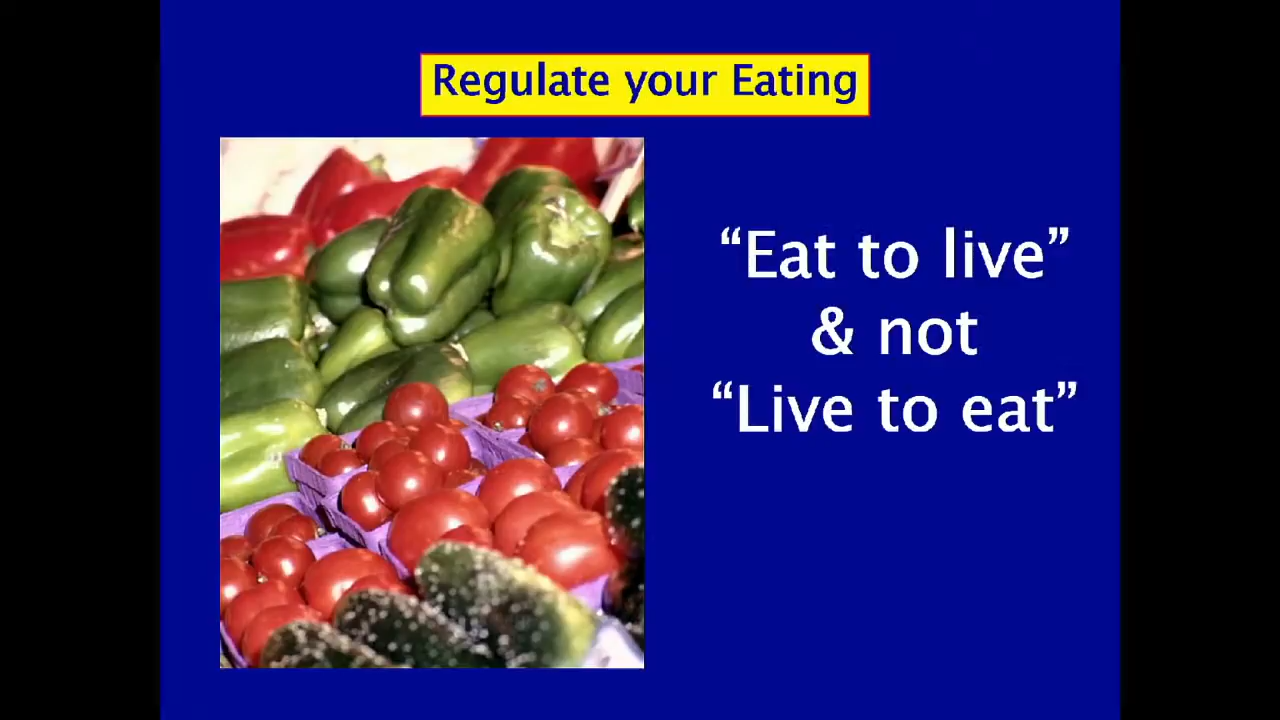 Regulate your Eating
“Eat to live”
& not
“Live to eat”